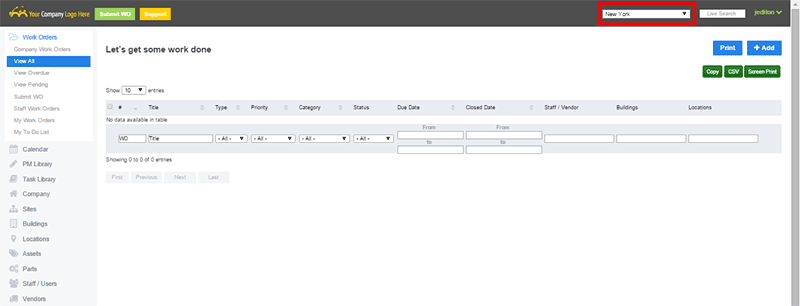 Your Company Logo Here
Submit WO
Support
New York
Live Search
jedition
Work Orders
Company Work Orders
View All
View Overdue
View Pending
Submit WO
Staff Work Orders
My Work Orders
My To Do List
Calendar
PM Library
Task Library
Company
Sites
Buildings
Locations
Assets
Parts
Staff / Users
Vendors
Let's get some work done
Print
+ Add
Copy
CSV
Sareen Print
Show 10 entries
# Title Type Priority Category Status Due Date Closed Date Staff / Vendor Buildings Locations
No data available in table
WO Title - All - - All - - All - - All - From From
to to
Showing 0 to 0 of 0 entries
First Previous Next Last